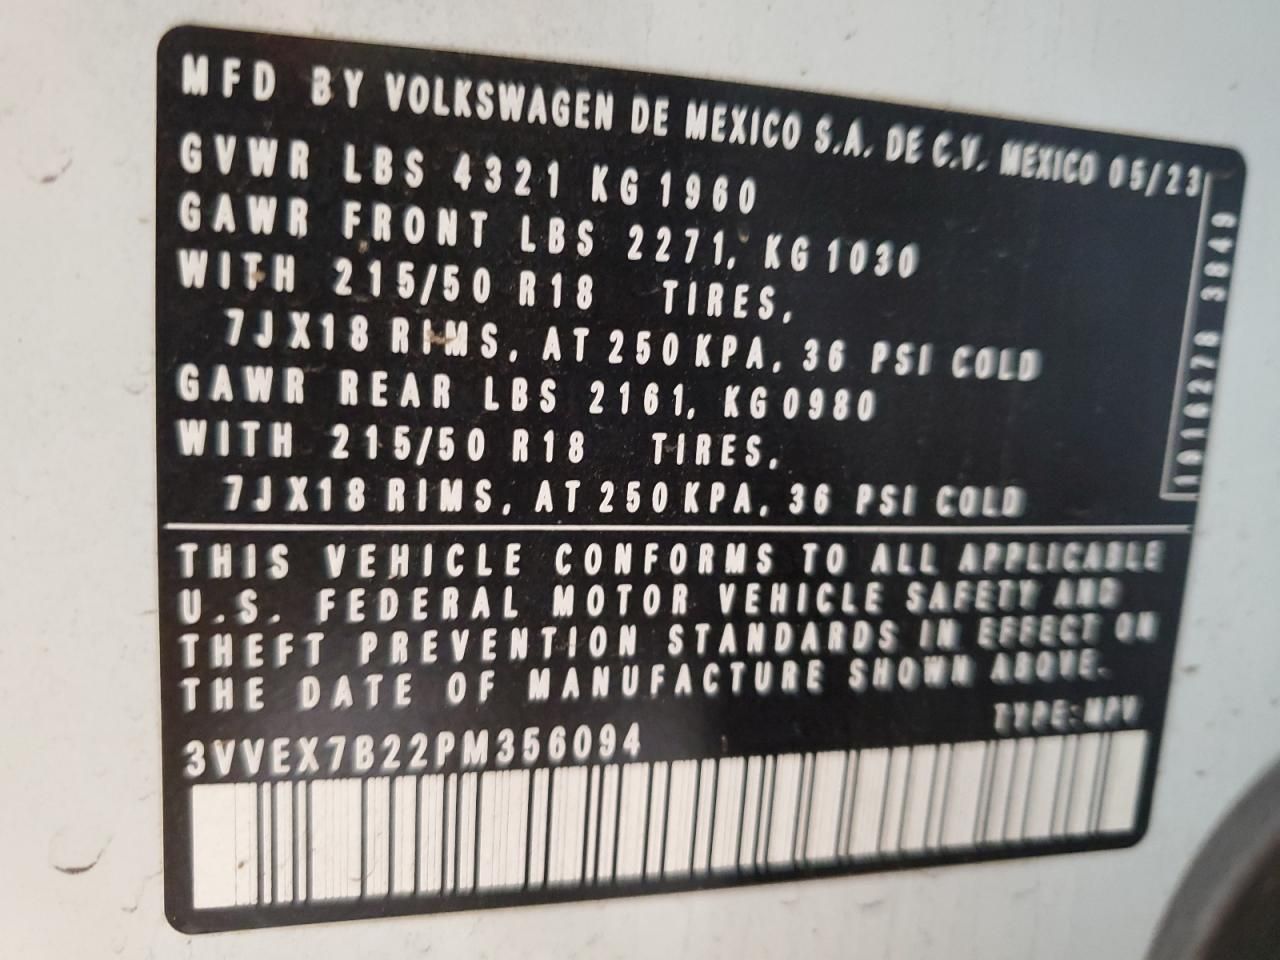 MFD BY VOLKSWAGEN DE MEXICO S.A. DE C.V. MEXICO 05/23
GVWR LBS 4321 KG 1960
GAWR FRONT LBS 2271, KG 1030
WITH 215/50 R18 TIRES,
7JX18 RIMS, AT 250 KPA, 36 PSI COLD
GAWR REAR LBS 2161, KG 0980
WITH 215/50 R18 TIRES,
7JX18 RIMS, AT 250 KPA, 36 PSI COLD
THIS VEHICLE CONFORMS TO ALL APPLICABLE
U.S. FEDERAL MOTOR VEHICLE SAFETY AND
THEFT PREVENTION STANDARDS IN EFFECT ON
THE DATE OF MANUFACTURE SHOWN ABOVE.
TYPE: MPV
3VVEX7B22PM356094